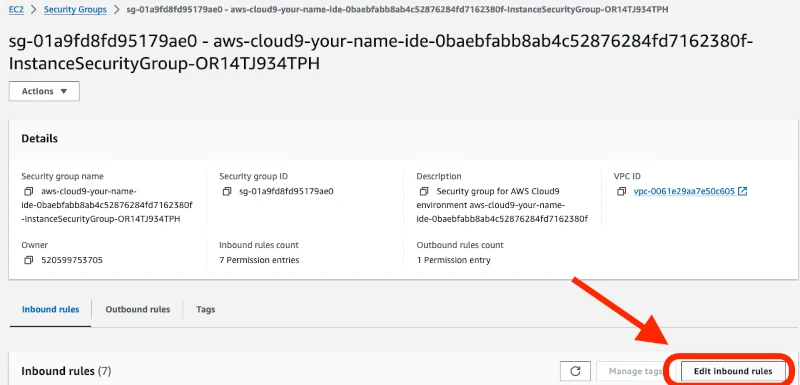 EC2 > Security Groups > sg-01a9fd8fd95179ae0 - aws-cloud9-your-name-ide-0baebfabb8ab4c52876284fd7162380f-InstanceSecurityGroup-OR14TJ934TPH
sg-01a9fd8fd95179ae0 - aws-cloud9-your-name-ide-0baebfabb8ab4c52876284fd7162380f-
InstanceSecurityGroup-OR14TJ934TPH
Actions
Details
Security group name
aws-cloud9-your-name-
ide-0baebfabb8ab4c52876284fd7162380f
-InstanceSecurityGroup-OR14TJ934TPH
Security group ID
sg-01a9fd8fd95179ae0
Description
Security group for AWS Cloud9
environment aws-cloud9-your-name-
ide-0baebfabb8ab4c52876284fd7162380f
VPC ID
vpc-0061e29aa7e50c605
Owner
520599753705
Inbound rules count
7 Permission entries
Outbound rules count
1 Permission entry
Inbound rules
Outbound rules
Tags
Inbound rules (7)
Manage tags
Edit inbound rules